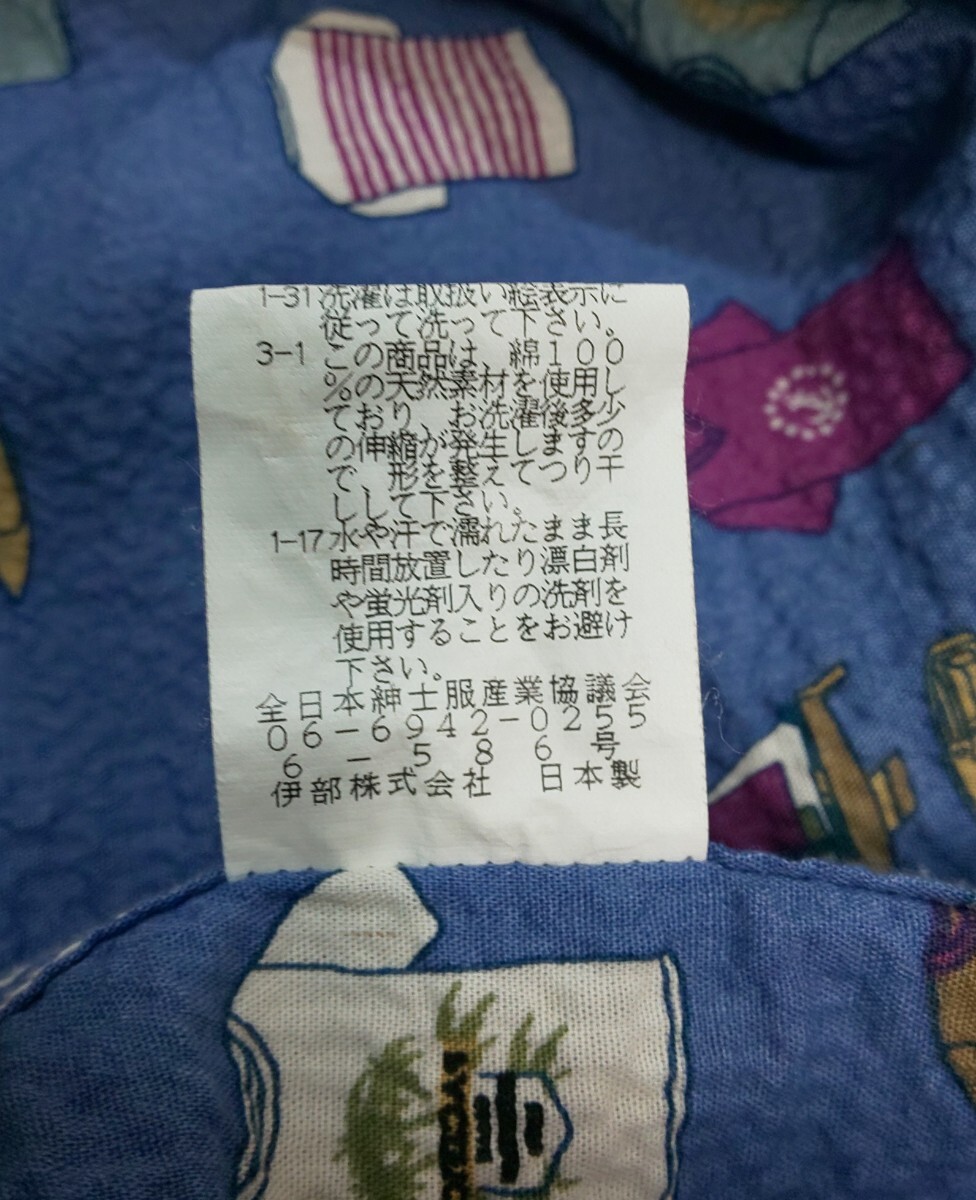 1-31洗濯は取扱い絵表示に
従って洗って下さい。
3-1 この商品は、綿100
%の天然素材を使用し
ており、お洗濯後多少
の伸縮が発生しますの
で、形を整えてつり干
しして下さい。
1-17水や汗で濡れたまま長
時間放置したり漂白剤
や蛍光剤入りの洗剤を
使用することをお避け
下さい。
全日本紳士服産業協議会
06-6942-0255
6-586号
伊部株式会社 日本製